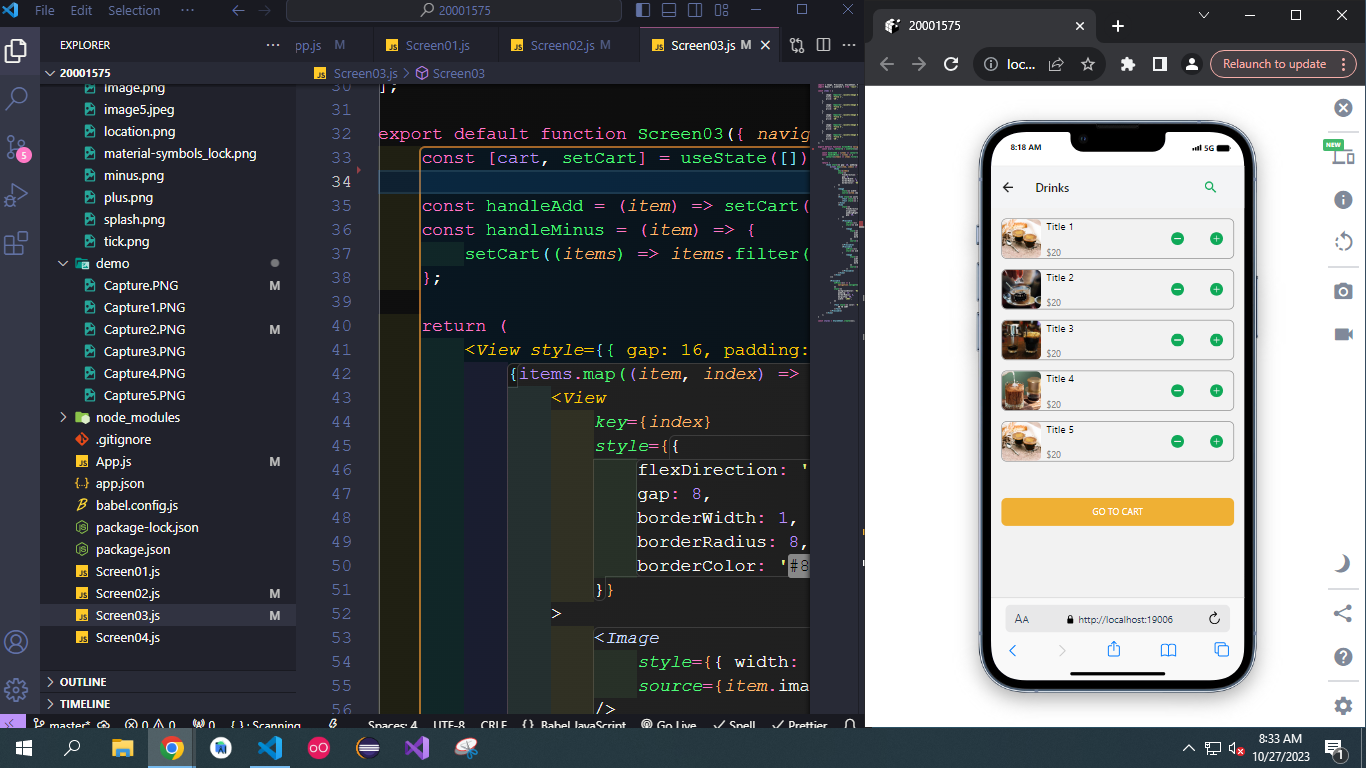 File Edit Selection ··· 20001575
EXPLORER ···
20001575
image.png
image5.jpeg
location.png
material-symbols_lock.png
minus.png
plus.png
splash.png
tick.png
demo
Capture.PNG M
Capture1.PNG
Capture2.PNG M
Capture3.PNG
Capture4.PNG
Capture5.PNG
node_modules
.gitignore
App.js M
app.json
babel.config.js
package-lock.json
package.json
Screen01.js
Screen02.js M
Screen03.js M
Screen04.js
OUTLINE
TIMELINE
5
pp.js M Screen01.js Screen02.js M Screen03.js M
Screen03.js > Screen03
30 ];
31
32 export default function Screen03({ navig
33 const [cart, setCart] = useState([])
34
35 const handleAdd = (item) => setCart(
36 const handleMinus = (item) => {
37 setCart((items) => items.filter(
38 };
39
40 return (
41 <View style={{ gap: 16, padding:
42 {items.map((item, index) =>
43 <View
44 key={index}
45 style={{
46 flexDirection: '
47 gap: 8,
48 borderWidth: 1,
49 borderRadius: 8,
50 borderColor: '#8
51 }}
52 >
53 <Image
54 style={{ width:
55 source={item.ima
56 />
master* 0 0 0 { } : Scanning Spaces: 4 UTF-8 CRLF { } Babel JavaScript Go Live Spell Prettier
20001575
loc...
Relaunch to update
8:18 AM 5G
Drinks
Title 1
$20
Title 2
$20
Title 3
$20
Title 4
$20
Title 5
$20
GO TO CART
AA http://localhost:19006
NEW
8:33 AM
10/27/2023
1